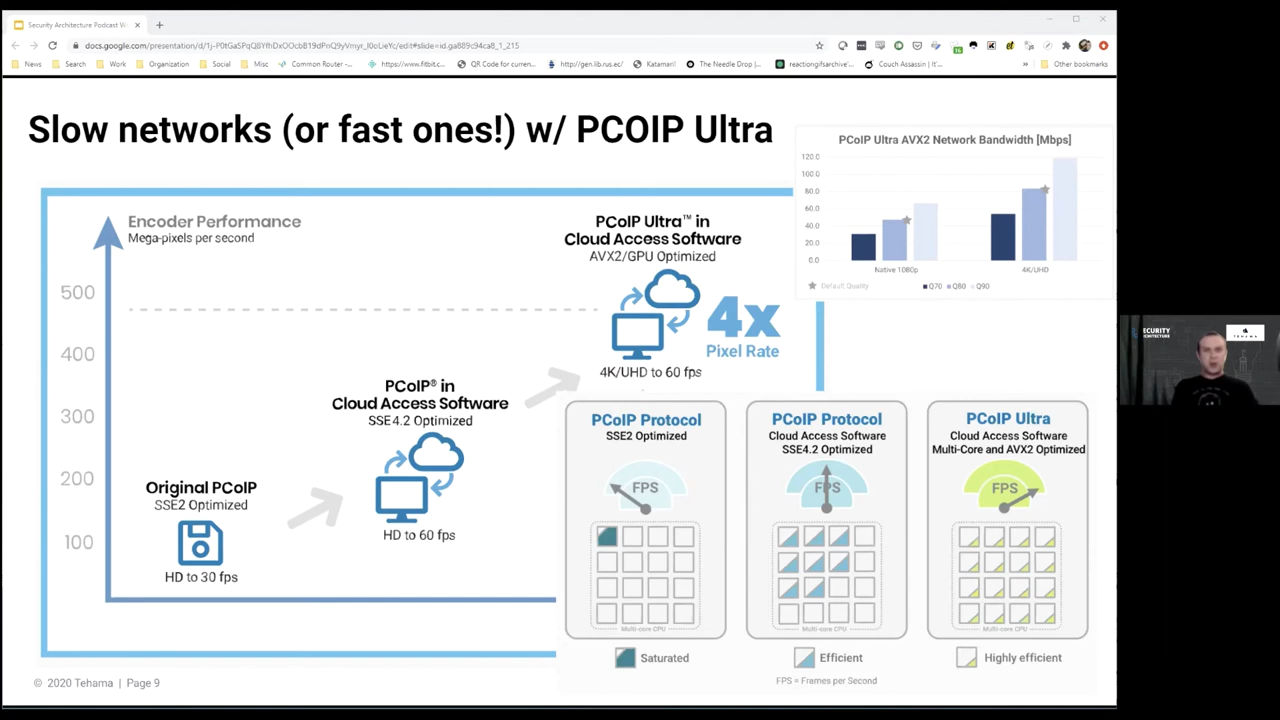 Security Architecture Podcast W
docs.google.com/presentation/d/1j-P0tGaSPqQ8YfhDxOOcbB19dPnQ9yVmyr_I0oLieYc/edit#slide=id.ga889c94ca8_1_215
News
Search
Work
Organization
Social
Misc
Common Router -...
https://www.fitbit....
QR Code for curren...
http://gen.lib.rus.ec/
Katamari
The Needle Drop |...
reactiongifsarchive'...
Couch Assassin | It'...
»
Other bookmarks
Slow networks (or fast ones!) w/ PCOIP Ultra
PCoIP Ultra AVX2 Network Bandwidth [Mbps]
120.0
100.0
80.0
60.0
40.0
20.0
0.0
Native 1080p
4K/UHD
Default Quality
Q70
Q80
Q90
Encoder Performance
Mega-pixels per second
500
400
300
200
100
Original PCoIP
SSE2 Optimized
HD to 30 fps
PCoIP® in
Cloud Access Software
SSE4.2 Optimized
HD to 60 fps
PCoIP Ultra™ in
Cloud Access Software
AVX2/GPU Optimized
4x
Pixel Rate
4K/UHD to 60 fps
PCoIP Protocol
SSE2 Optimized
FPS
Multi-core CPU
Saturated
PCoIP Protocol
Cloud Access Software
SSE4.2 Optimized
FPS
Multi-core CPU
Efficient
PCoIP Ultra
Cloud Access Software
Multi-Core and AVX2 Optimized
FPS
Multi-core CPU
Highly efficient
FPS = Frames per Second
© 2020 Tehama | Page 9
ECURITY
RCHITECTURE
TEHAMA